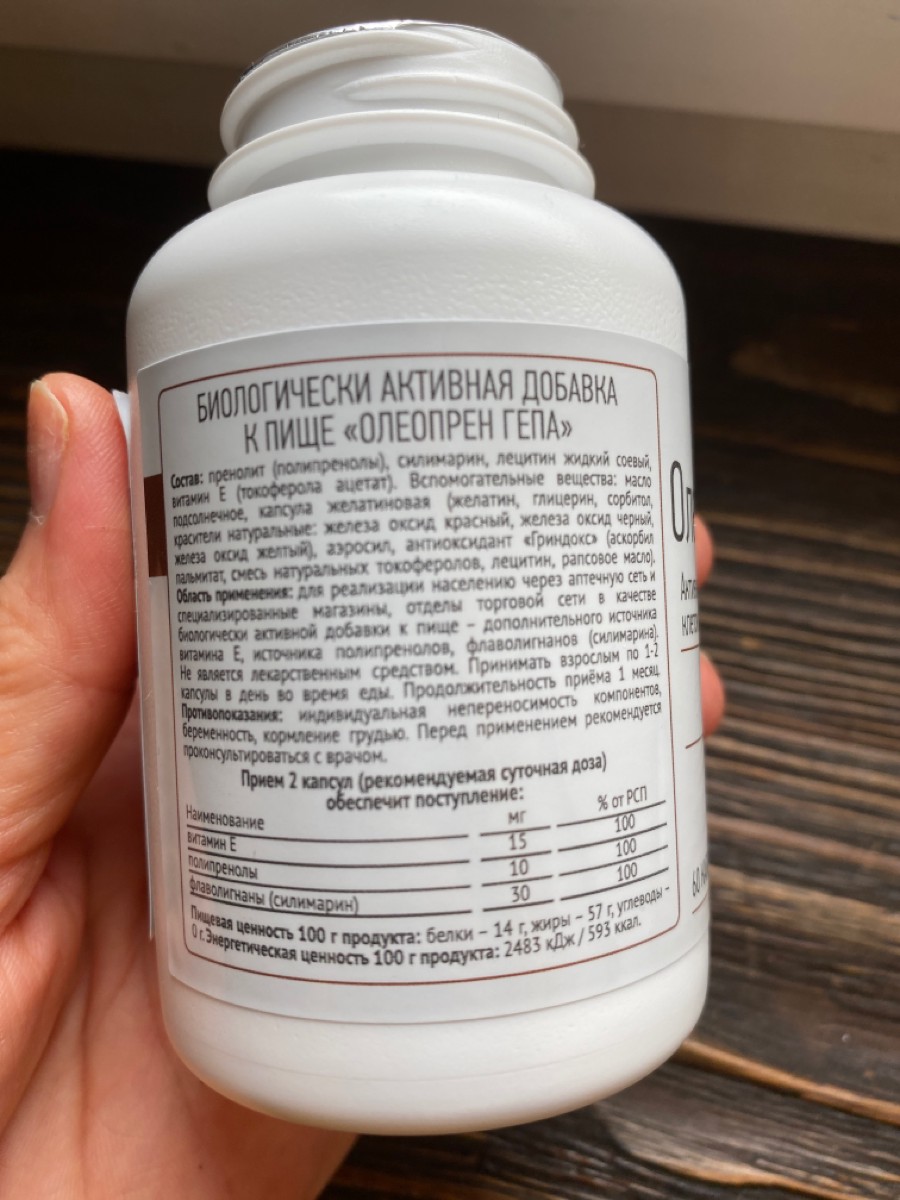 БИОЛОГИЧЕСКИ АКТИВНАЯ ДОБАВКА
К ПИЩЕ «ОЛЕОПРЕН ГЕПА»
Состав: пренолит (полипренолы), силимарин, лецитин жидкий соевый,
витамин Е (токоферола ацетат). Вспомогательные вещества: масло
подсолнечное, капсула желатиновая (желатин, глицерин, сорбитол,
красители натуральные: железа оксид красный, железа оксид черный,
железа оксид желтый), аэросил, антиоксидант «Гриндокс» (аскорбил
пальмитат, смесь натуральных токоферолов, лецитин, рапсовое масло).
Область применения: для реализации населению через аптечную сеть и
специализированные магазины, отделы торговой сети в качестве
биологически активной добавки к пище – дополнительного источника
витамина Е, источника полипренолов, флаволигнанов (силимарина).
Не является лекарственным средством. Принимать взрослым по 1-2
капсулы в день во время еды. Продолжительность приёма 1 месяц.
Противопоказания: индивидуальная непереносимость компонентов,
беременность, кормление грудью. Перед применением рекомендуется
проконсультироваться с врачом.
Прием 2 капсул (рекомендуемая суточная доза)
обеспечит поступление:
Наименование мг % от РСП
витамин Е 15 100
полипренолы 10 100
флаволигнаны (силимарин) 30 100
Пищевая ценность 100 г продукта: белки – 14 г, жиры – 57 г, углеводы –
0 г. Энергетическая ценность 100 г продукта: 2483 кДж / 593 ккал.
Ол
60